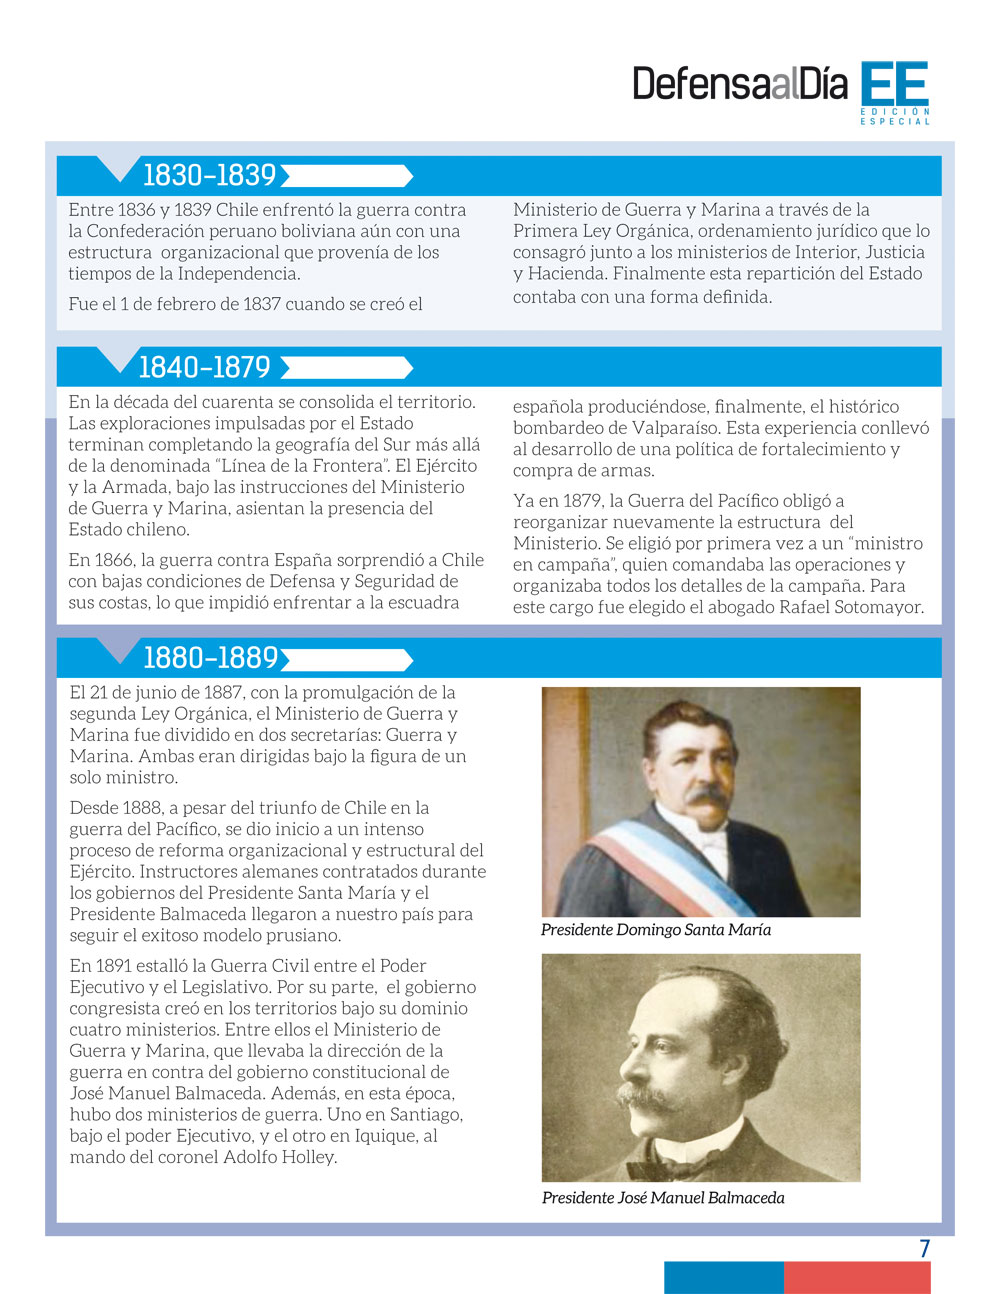 DefensaalDía EE
EDICIÓN
ESPECIAL
1830-1839
Entre 1836 y 1839 Chile enfrentó la guerra contra
la Confederación peruano boliviana aún con una
estructura organizacional que provenía de los
tiempos de la Independencia.
Fue el 1 de febrero de 1837 cuando se creó el
Ministerio de Guerra y Marina a través de la
Primera Ley Orgánica, ordenamiento jurídico que lo
consagró junto a los ministerios de Interior, Justicia
y Hacienda. Finalmente esta repartición del Estado
contaba con una forma definida.
1840-1879
En la década del cuarenta se consolida el territorio.
Las exploraciones impulsadas por el Estado
terminan completando la geografía del Sur más allá
de la denominada “Línea de la Frontera”. El Ejército
y la Armada, bajo las instrucciones del Ministerio
de Guerra y Marina, asientan la presencia del
Estado chileno.
En 1866, la guerra contra España sorprendió a Chile
con bajas condiciones de Defensa y Seguridad de
sus costas, lo que impidió enfrentar a la escuadra
española produciéndose, finalmente, el histórico
bombardeo de Valparaíso. Esta experiencia conllevó
al desarrollo de una política de fortalecimiento y
compra de armas.
Ya en 1879, la Guerra del Pacífico obligó a
reorganizar nuevamente la estructura del
Ministerio. Se eligió por primera vez a un “ministro
en campaña”, quien comandaba las operaciones y
organizaba todos los detalles de la campaña. Para
este cargo fue elegido el abogado Rafael Sotomayor.
1880-1889
El 21 de junio de 1887, con la promulgación de la
segunda Ley Orgánica, el Ministerio de Guerra y
Marina fue dividido en dos secretarías: Guerra y
Marina. Ambas eran dirigidas bajo la figura de un
solo ministro.
Desde 1888, a pesar del triunfo de Chile en la
guerra del Pacífico, se dio inicio a un intenso
proceso de reforma organizacional y estructural del
Ejército. Instructores alemanes contratados durante
los gobiernos del Presidente Santa María y el
Presidente Balmaceda llegaron a nuestro país para
seguir el exitoso modelo prusiano.
En 1891 estalló la Guerra Civil entre el Poder
Ejecutivo y el Legislativo. Por su parte, el gobierno
congresista creó en los territorios bajo su dominio
cuatro ministerios. Entre ellos el Ministerio de
Guerra y Marina, que llevaba la dirección de la
guerra en contra del gobierno constitucional de
José Manuel Balmaceda. Además, en esta época,
hubo dos ministerios de guerra. Uno en Santiago,
bajo el poder Ejecutivo, y el otro en Iquique, al
mando del coronel Adolfo Holley.
Presidente Domingo Santa María
Presidente José Manuel Balmaceda
7